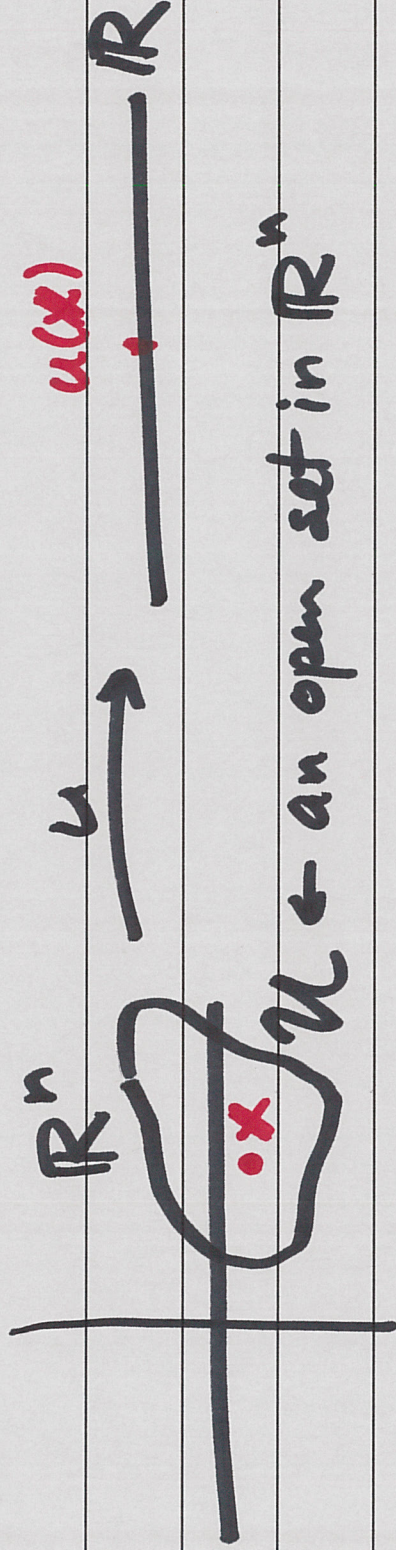 ℝⁿ u u(x) ℝ
x
𝒰 ← an open set in ℝⁿ